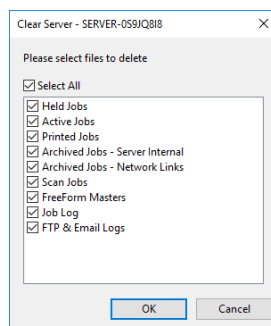 Clear Server - SERVER-0S9JQ8I8
Please select files to delete
Select All
Held Jobs
Active Jobs
Printed Jobs
Archived Jobs - Server Internal
Archived Jobs - Network Links
Scan Jobs
FreeForm Masters
Job Log
FTP & Email Logs
OK Cancel